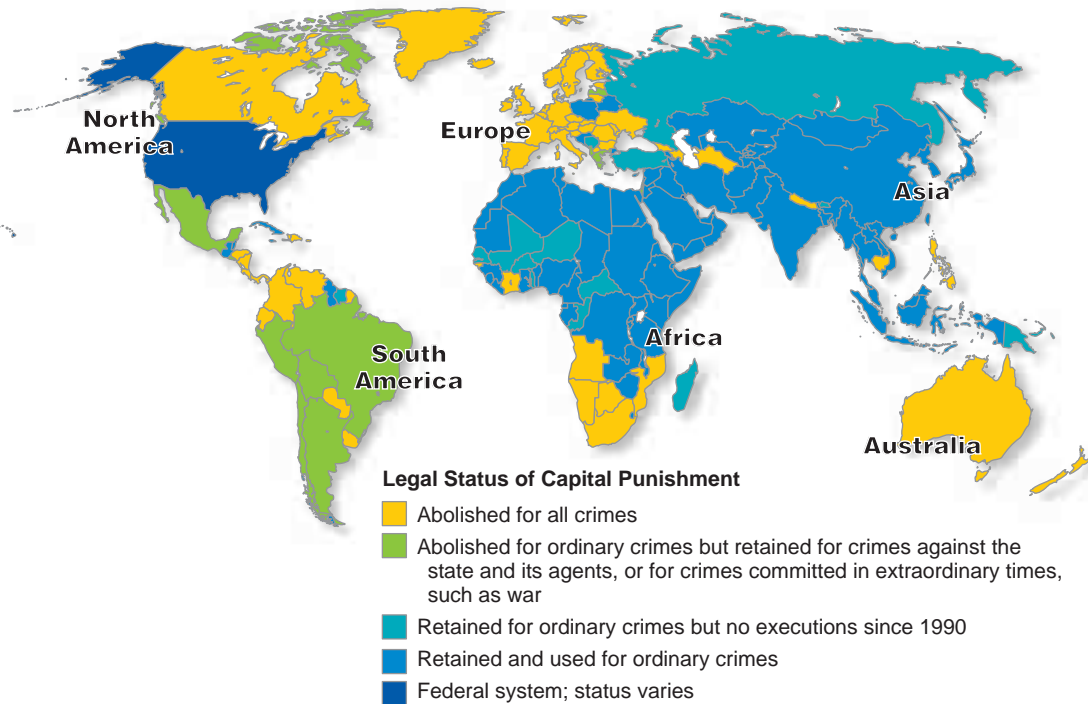 North
America
Europe
Asia
Africa
South
America
Australia
Legal Status of Capital Punishment
Abolished for all crimes
Abolished for ordinary crimes but retained for crimes against the
state and its agents, or for crimes committed in extraordinary times,
such as war
Retained for ordinary crimes but no executions since 1990
Retained and used for ordinary crimes
Federal system; status varies